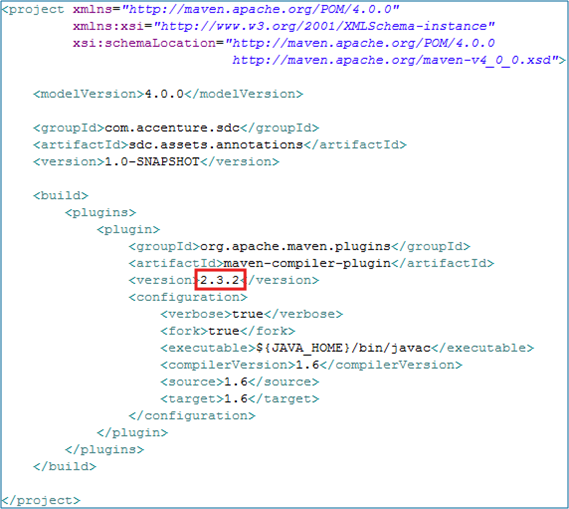 <project xmlns="http://maven.apache.org/POM/4.0.0"
xmlns:xsi="http://www.w3.org/2001/XMLSchema-instance"
xsi:schemaLocation="http://maven.apache.org/POM/4.0.0
http://maven.apache.org/maven-v4_0_0.xsd">
<modelVersion>4.0.0</modelVersion>
<groupId>com.accenture.sdc</groupId>
<artifactId>sdc.assets.annotations</artifactId>
<version>1.0-SNAPSHOT</version>
<build>
<plugins>
<plugin>
<groupId>org.apache.maven.plugins</groupId>
<artifactId>maven-compiler-plugin</artifactId>
<version>2.3.2</version>
<configuration>
<verbose>true</verbose>
<fork>true</fork>
<executable>${JAVA_HOME}/bin/javac</executable>
<compilerVersion>1.6</compilerVersion>
<source>1.6</source>
<target>1.6</target>
</configuration>
</plugin>
</plugins>
</build>
</project>